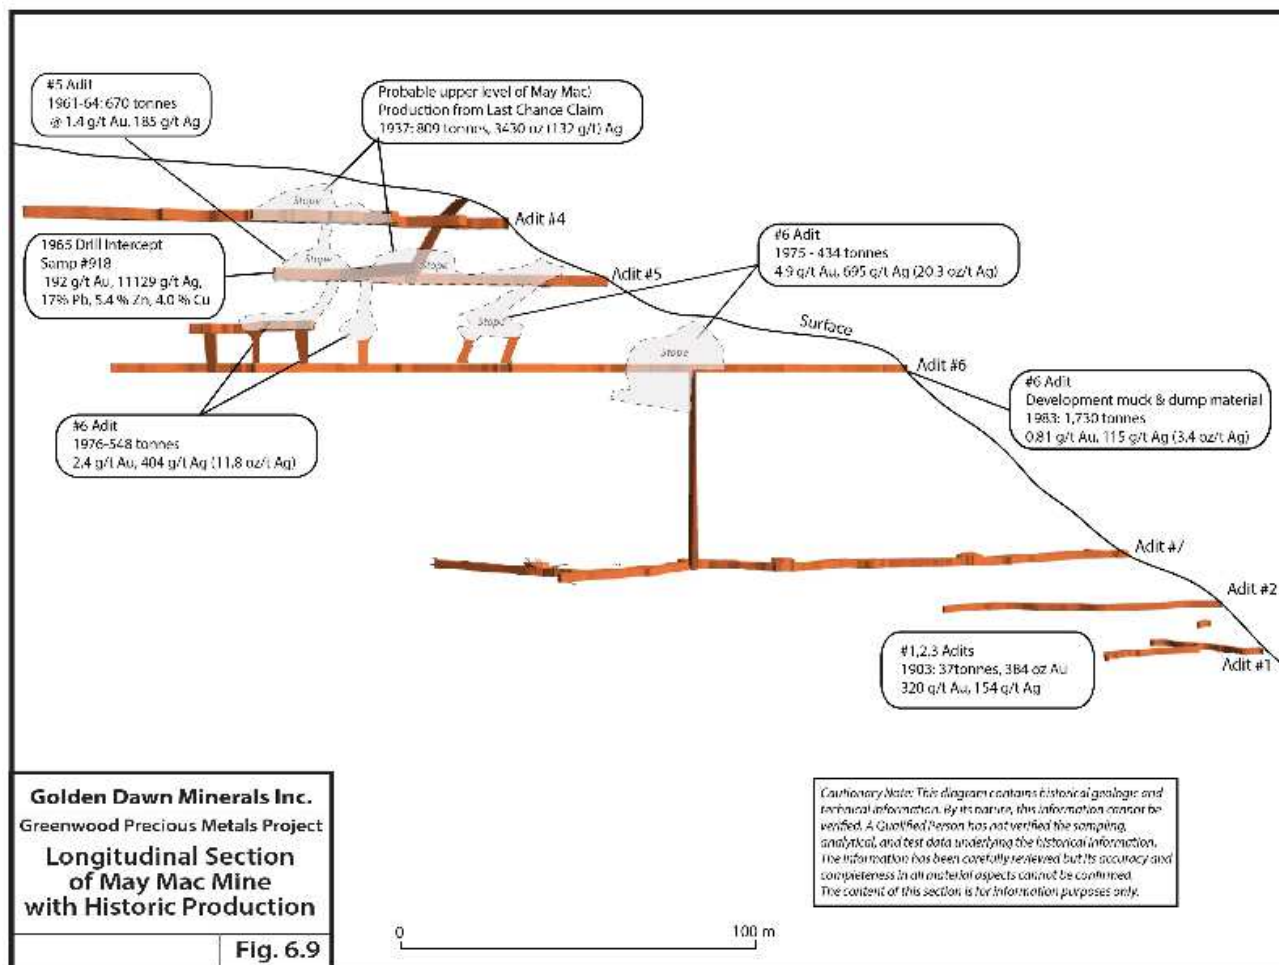 #5 Adit
1961-64: 670 tonnes
@ 1.4 g/t Au, 185 g/t Ag
Probable upper level of May Mac)
Production from Last Chance Claim
1937: 809 tonnes, 3430 oz (132 g/t) Ag
Stope
Adit #4
1965 Drill Intercept
Samp #918
192 g/t Au, 11129 g/t Ag,
17% Pb, 5.4 % Zn, 4.0 % Cu
Stope
Stope
Adit #5
#6 Adit
1975 - 434 tonnes
4.9 g/t Au, 695 g/t Ag (20.3 oz/t Ag)
Stope
Surface
Stope
Adit #6
#6 Adit
Development muck & dump material
1983: 1,730 tonnes
0.81 g/t Au, 115 g/t Ag (3.4 oz/t Ag)
#6 Adit
1976-548 tonnes
2.4 g/t Au, 404 g/t Ag (11.8 oz/t Ag)
Adit #7
Adit #2
#1,2.3 Adits
1903: 37tonnes, 384 oz Au
320 g/t Au, 154 g/t Ag
Adit #1
Golden Dawn Minerals Inc.
Greenwood Precious Metals Project
Longitudinal Section
of May Mac Mine
with Historic Production
Fig. 6.9
0
100 m
Cautionary Note: This diagram contains historical geologic and
technical information. By its nature, this information cannot be
verified. A Qualified Person has not verified the sampling,
analytical, and test data underlying the historical information.
The information has been carefully reviewed but its accuracy and
completeness in all material aspects cannot be confirmed.
The content of this section is for information purposes only.